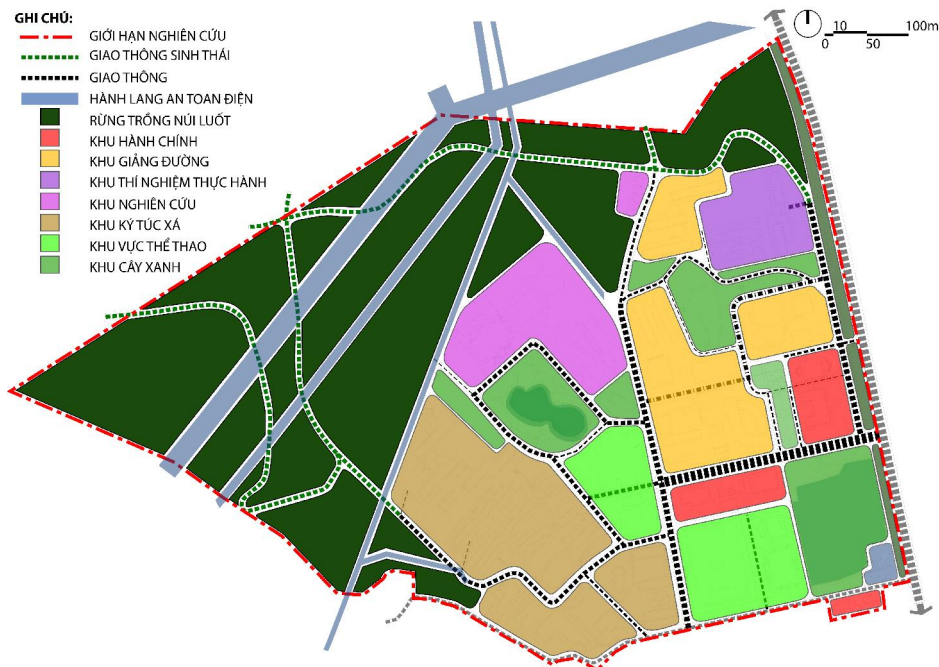 GHI CHÚ:
GIỚI HẠN NGHIÊN CỨU
GIAO THÔNG SINH THÁI
GIAO THÔNG
HÀNH LANG AN TOAN ĐIỆN
RỪNG TRỒNG NÚI LUỐT
KHU HÀNH CHÍNH
KHU GIẢNG ĐƯỜNG
KHU THÍ NGHIỆM THỰC HÀNH
KHU NGHIÊN CỨU
KHU KÝ TÚC XÁ
KHU VỰC THỂ THAO
KHU CÂY XANH
10 100m
0 50